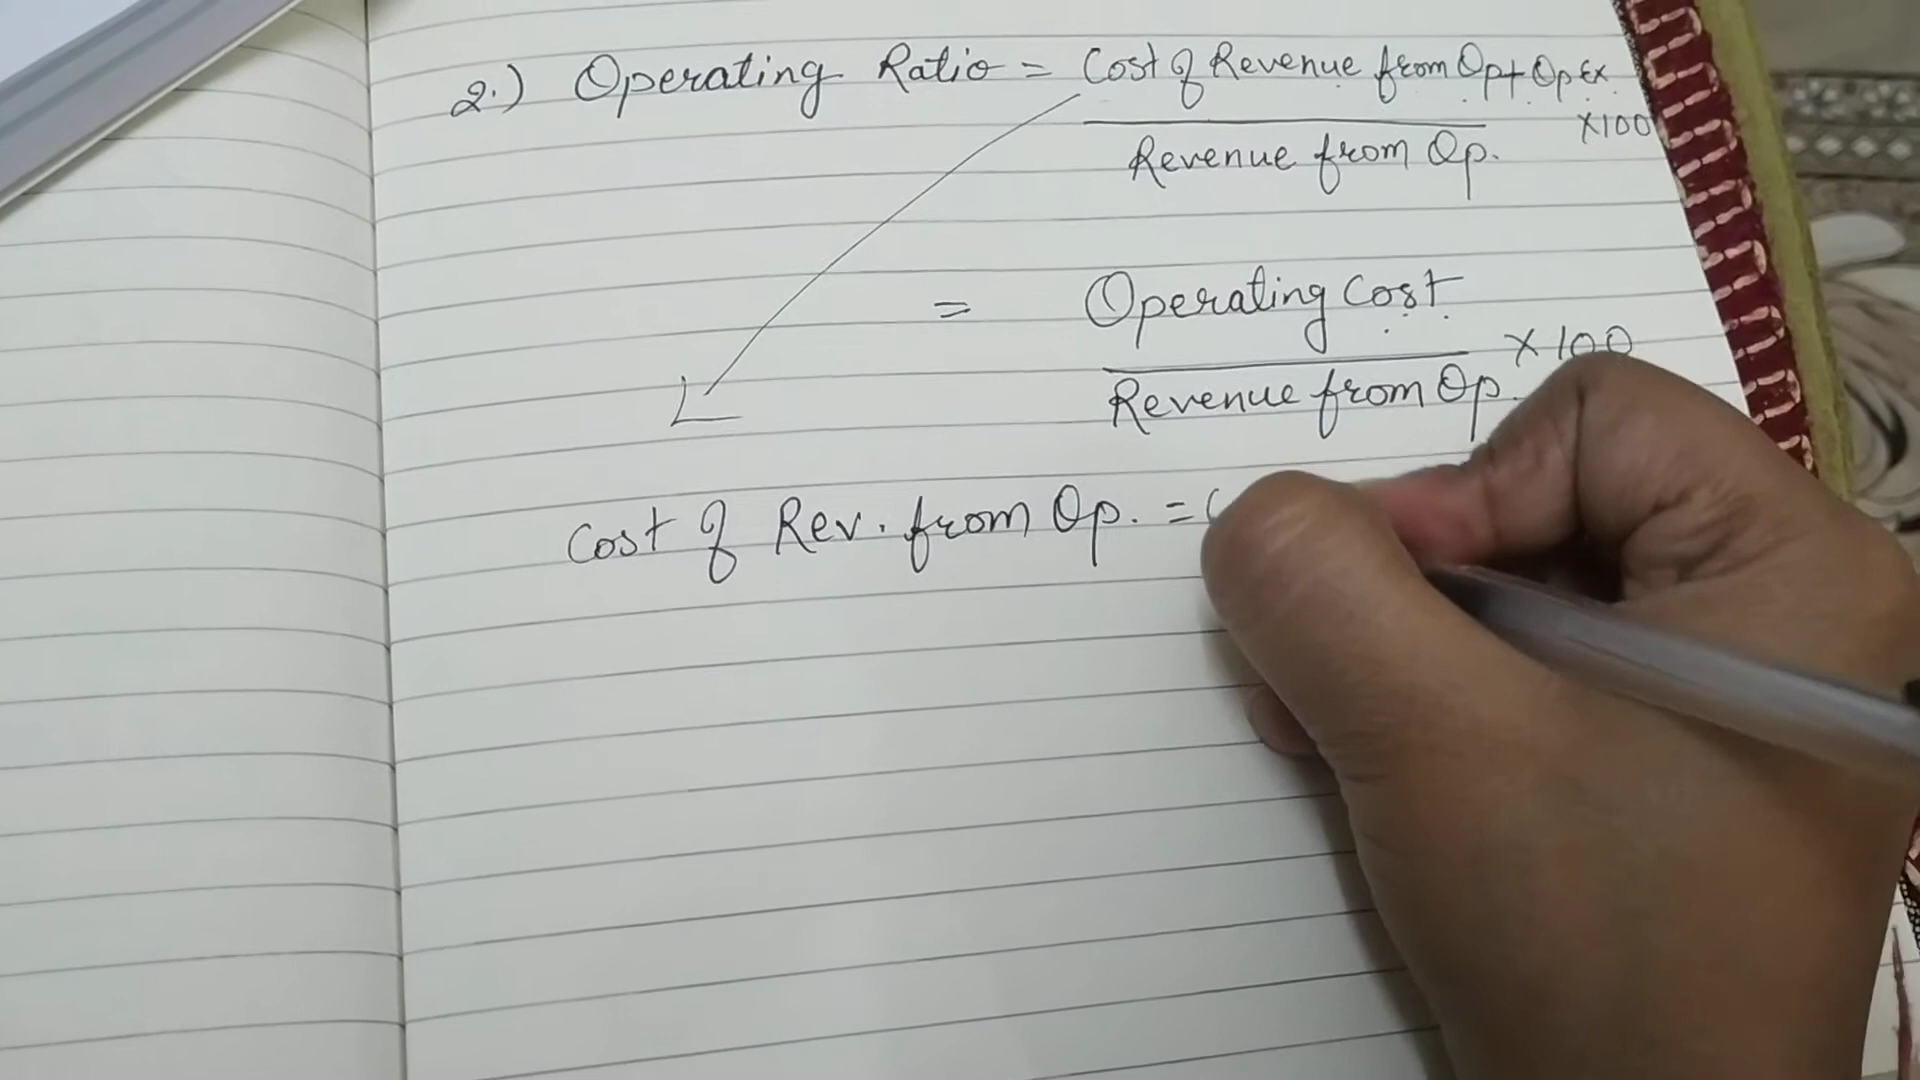 2.) Operating Ratio = Cost of Revenue from Op + Op Ex
×100
Revenue from Op.
= Operating Cost
×100
Revenue from Op.
Cost of Rev. from Op. =